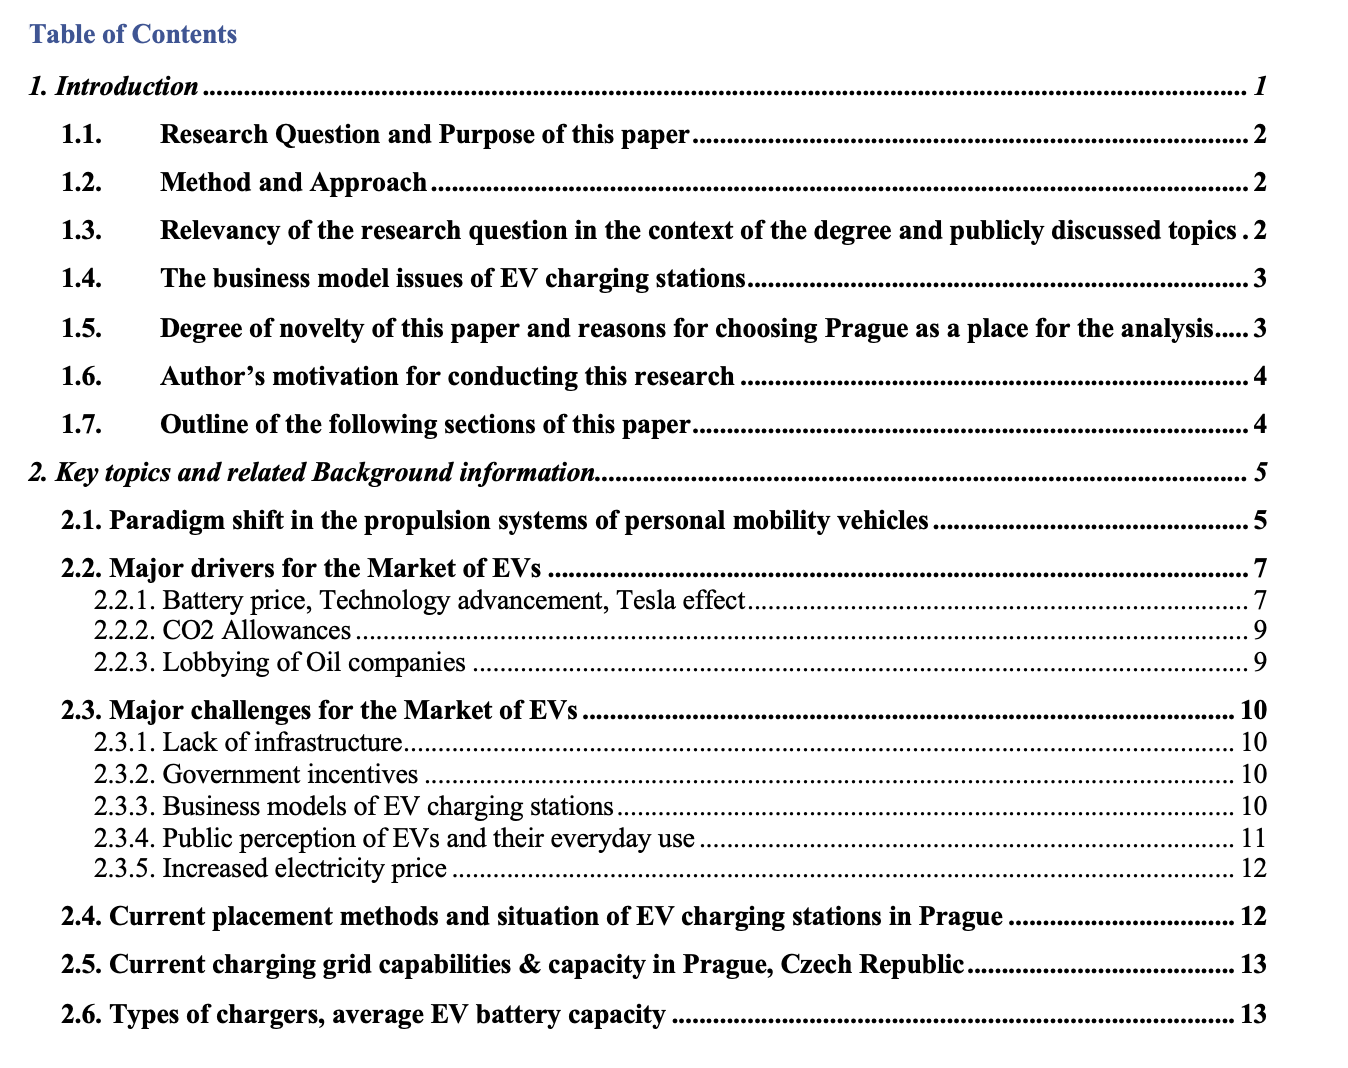 Table of Contents
1. Introduction ........................................................................................................................................................ 1
1.1. Research Question and Purpose of this paper ................................................................................ 2
1.2. Method and Approach ...................................................................................................................... 2
1.3. Relevancy of the research question in the context of the degree and publicly discussed topics . 2
1.4. The business model issues of EV charging stations ........................................................................ 3
1.5. Degree of novelty of this paper and reasons for choosing Prague as a place for the analysis ..... 3
1.6. Author’s motivation for conducting this research .......................................................................... 4
1.7. Outline of the following sections of this paper ................................................................................ 4
2. Key topics and related Background information .............................................................................................. 5
2.1. Paradigm shift in the propulsion systems of personal mobility vehicles .............................................. 5
2.2. Major drivers for the Market of EVs ...................................................................................................... 7
2.2.1. Battery price, Technology advancement, Tesla effect ......................................................................... 7
2.2.2. CO2 Allowances .................................................................................................................................. 9
2.2.3. Lobbying of Oil companies ................................................................................................................. 9
2.3. Major challenges for the Market of EVs ............................................................................................... 10
2.3.1. Lack of infrastructure ......................................................................................................................... 10
2.3.2. Government incentives ....................................................................................................................... 10
2.3.3. Business models of EV charging stations ........................................................................................... 10
2.3.4. Public perception of EVs and their everyday use ............................................................................... 11
2.3.5. Increased electricity price ................................................................................................................... 12
2.4. Current placement methods and situation of EV charging stations in Prague .................................. 12
2.5. Current charging grid capabilities & capacity in Prague, Czech Republic ....................................... 13
2.6. Types of chargers, average EV battery capacity .................................................................................. 13